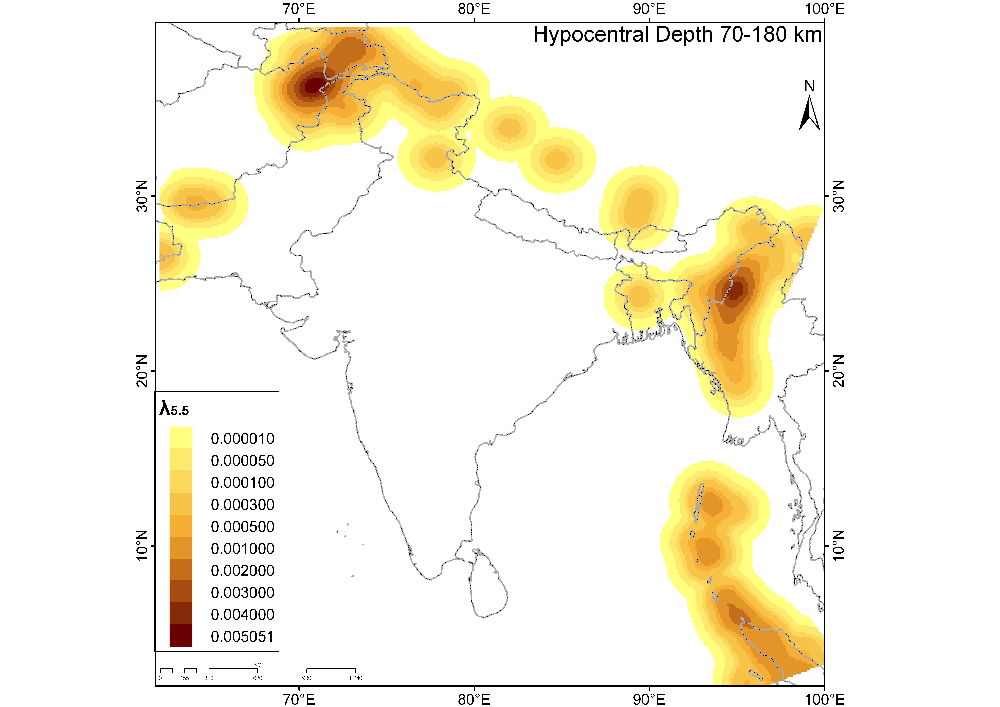 70°E 80°E 90°E 100°E
Hypocentral Depth 70-180 km
N
30°N 30°N
20°N 20°N
λ5.5
0.000010
0.000050
0.000100
0.000300
0.000500
0.001000
0.002000
0.003000
0.004000
0.005051
10°N 10°N
KM
0 155 310 620 930 1,240
70°E 80°E 90°E 100°E